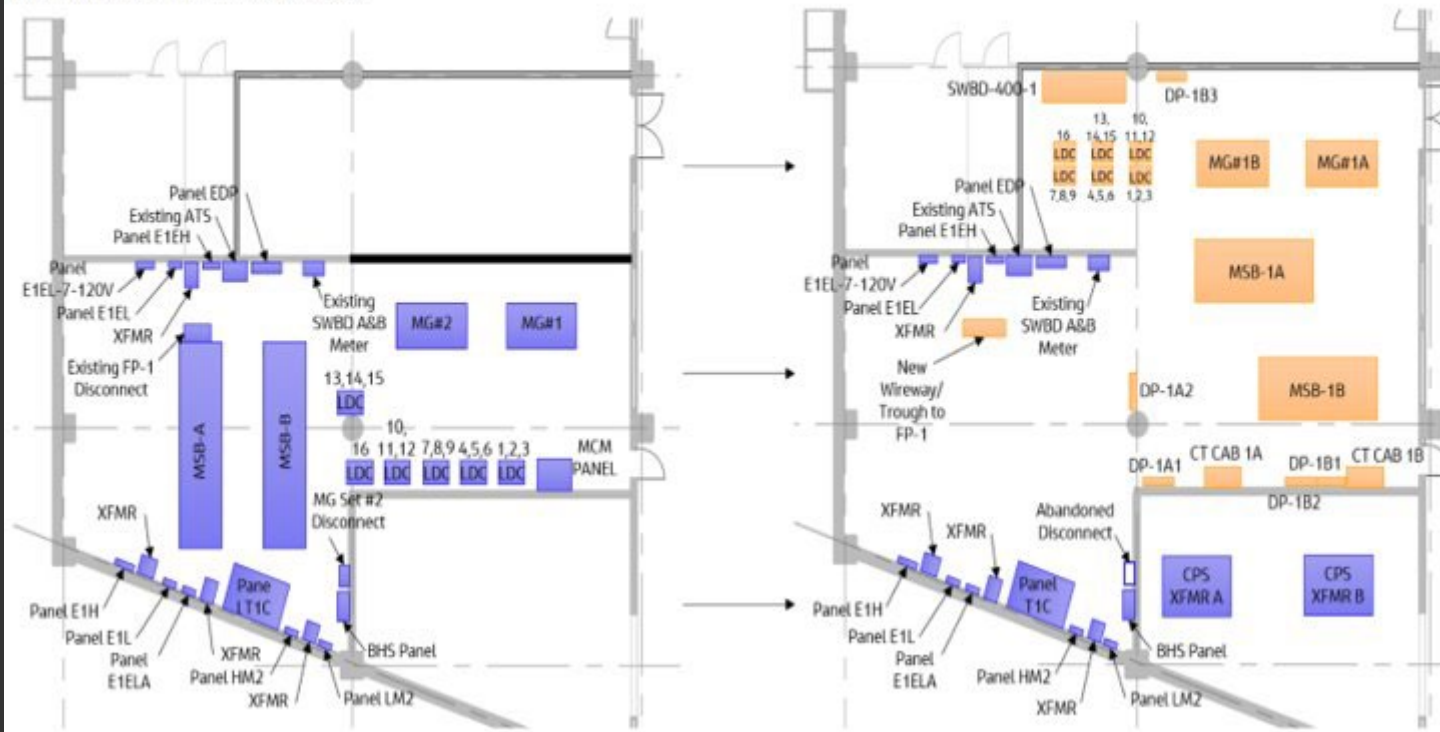 Panel EDP
Existing ATS
Panel E1EH
Panel
E1EL-7-120V
Panel E1EL
XFMR
Existing FP-1
Disconnect
Existing
SWBD A&B
Meter
MG#2
MG#1
13,14,15
LDC
10,
16
11,12
7,8,9
4,5,6
1,2,3
LDC
LDC
LDC
LDC
LDC
MCM
PANEL
MSB-A
MSB-B
MG Set #2
Disconnect
XFMR
Pane
LT1C
Panel E1H
Panel E1L
Panel
E1ELA
XFMR
Panel HM2
XFMR
BHS Panel
Panel LM2
SWBD-400-1
DP-1B3
13,
10,
16
14,15
11,12
LDC
LDC
LDC
LDC
LDC
LDC
7,8,9
4,5,6
1,2,3
MG#1B
MG#1A
Panel EDP
Existing ATS
Panel E1EH
Panel
E1EL-7-120V
Panel E1EL
XFMR
Existing
SWBD A&B
Meter
New
Wireway/
Trough to
FP-1
MSB-1A
MSB-1B
DP-1A2
DP-1A1
CT CAB 1A
DP-1B1
CT CAB 1B
DP-1B2
Abandoned
Disconnect
XFMR
XFMR
Panel
T1C
CPS
XFMR A
CPS
XFMR B
Panel E1H
Panel E1L
Panel
E1ELA
Panel HM2
XFMR
BHS Panel
Panel LM2